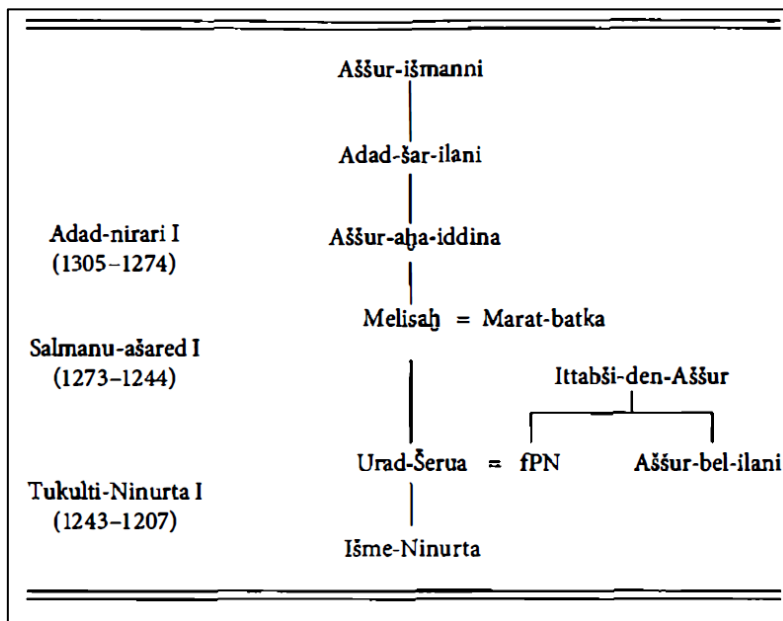 Aššur-išmanni
Adad-šar-ilani
Adad-nirari I
(1305–1274)
Aššur-aḫa-iddina
Melisaḫ = Marat-batka
Salmanu-ašared I
(1273–1244)
Ittabši-den-Aššur
Urad-Šerua = fPN
Aššur-bel-ilani
Tukulti-Ninurta I
(1243–1207)
Išme-Ninurta